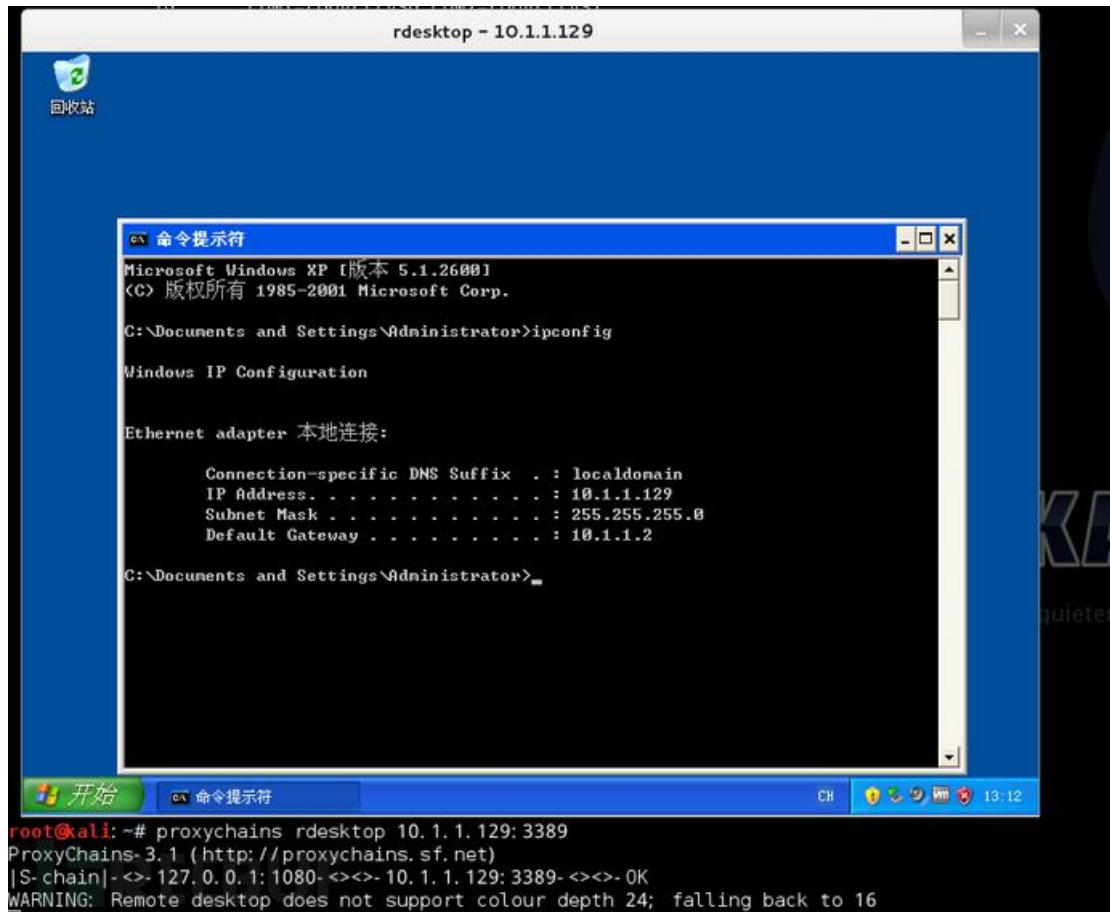 rdesktop - 10.1.1.129
回收站
命令提示符
Microsoft Windows XP [版本 5.1.2600]
(C) 版权所有 1985-2001 Microsoft Corp.
C:\Documents and Settings\Administrator>ipconfig
Windows IP Configuration
Ethernet adapter 本地连接:
Connection-specific DNS Suffix . : localdomain
IP Address. . . . . . . . . . . . : 10.1.1.129
Subnet Mask . . . . . . . . . . . : 255.255.255.0
Default Gateway . . . . . . . . . : 10.1.1.2
C:\Documents and Settings\Administrator>_
KA
quieter
开始 命令提示符 CH 13:12
root@kali:~# proxychains rdesktop 10.1.1.129:3389
ProxyChains-3.1 (http://proxychains.sf.net)
|S-chain|-<>-127.0.0.1:1080-<><>-10.1.1.129:3389-<><>-OK
WARNING: Remote desktop does not support colour depth 24; falling back to 16